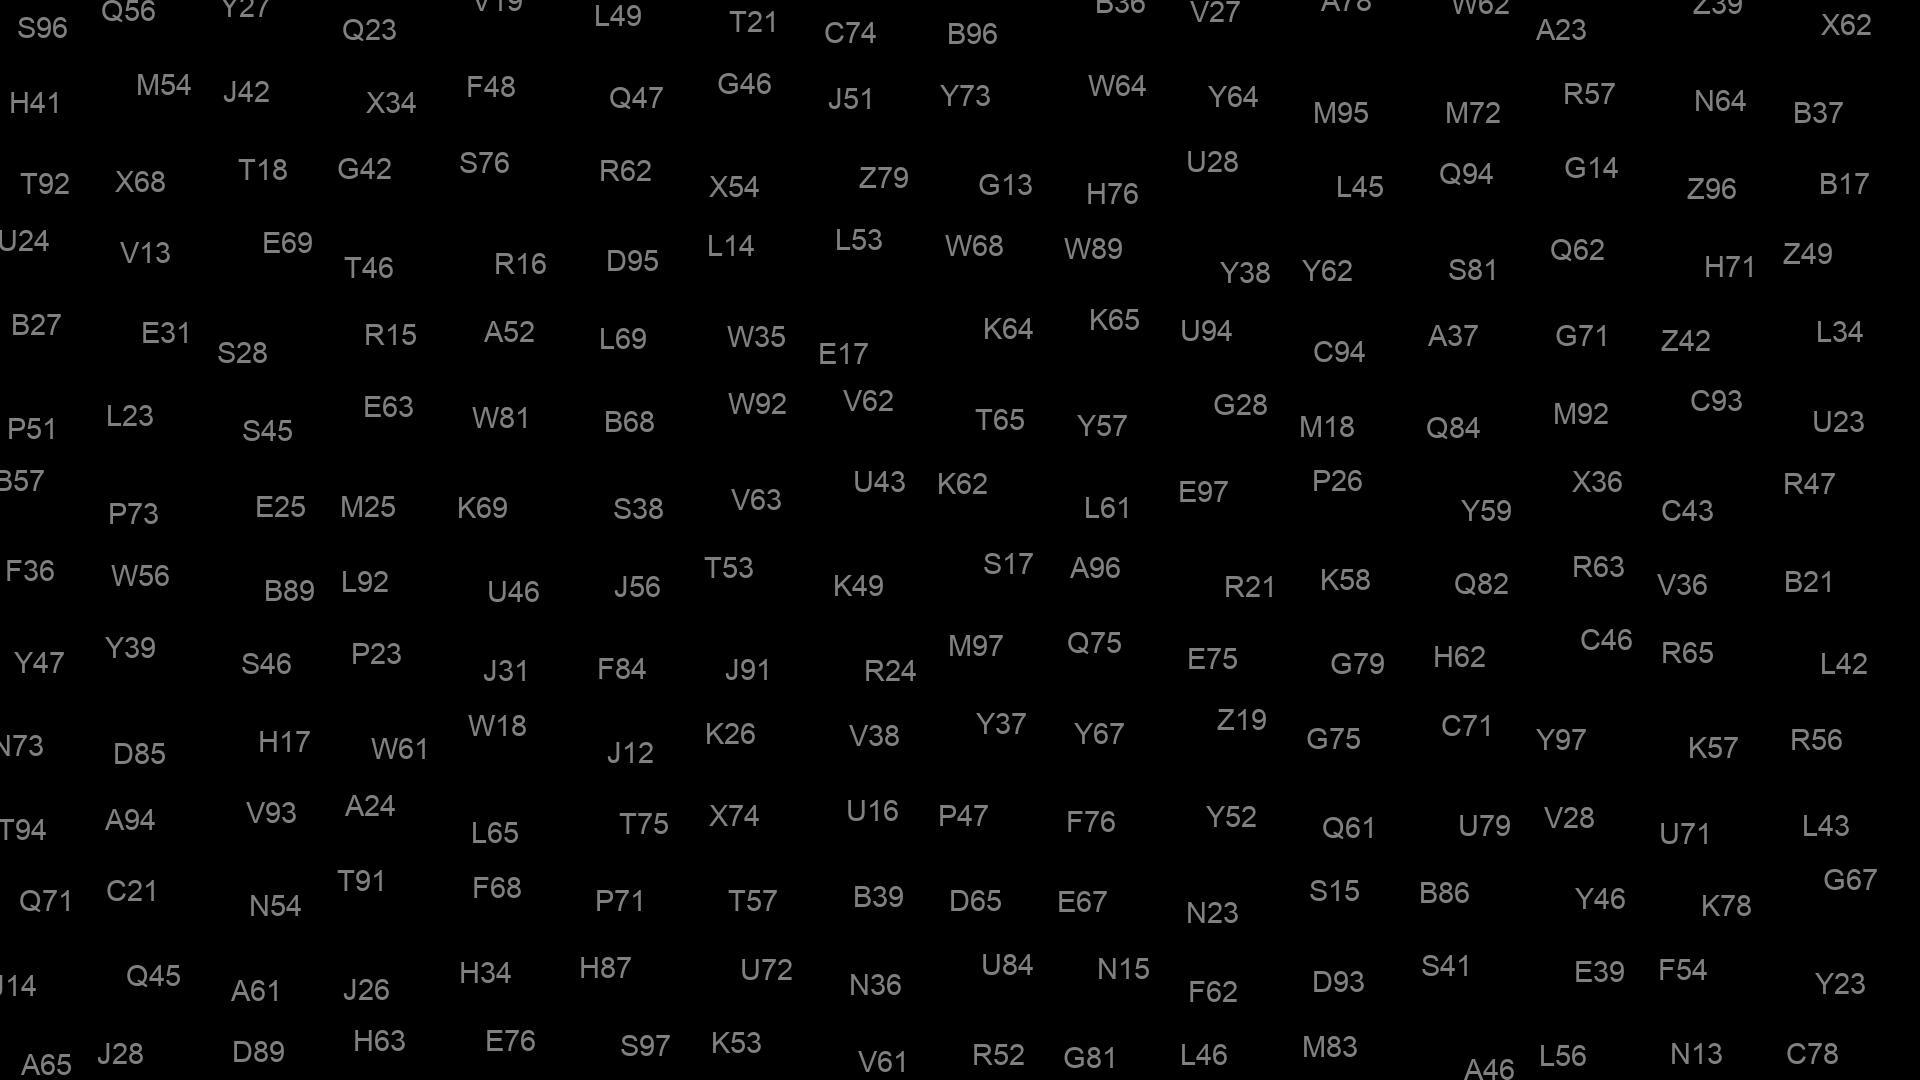 S96 Q56 Y27 Q23 V19 L49 T21 C74 B96 B36 V27 A78 W62 A23 Z39 X62
H41 M54 J42 X34 F48 Q47 G46 J51 Y73 W64 Y64 M95 M72 R57 N64 B37
T92 X68 T18 G42 S76 R62 X54 Z79 G13 H76 U28 L45 Q94 G14 Z96 B17
U24 V13 E69 T46 R16 D95 L14 L53 W68 W89 Y38 Y62 S81 Q62 H71 Z49
B27 E31 S28 R15 A52 L69 W35 E17 K64 K65 U94 C94 A37 G71 Z42 L34
P51 L23 S45 E63 W81 B68 W92 V62 T65 Y57 G28 M18 Q84 M92 C93 U23
B57 P73 E25 M25 K69 S38 V63 U43 K62 L61 E97 P26 Y59 X36 C43 R47
F36 W56 B89 L92 U46 J56 T53 K49 S17 A96 R21 K58 Q82 R63 V36 B21
Y47 Y39 S46 P23 J31 F84 J91 R24 M97 Q75 E75 G79 H62 C46 R65 L42
N73 D85 H17 W61 W18 J12 K26 V38 Y37 Y67 Z19 G75 C71 Y97 K57 R56
T94 A94 V93 A24 L65 T75 X74 U16 P47 F76 Y52 Q61 U79 V28 U71 L43
Q71 C21 N54 T91 F68 P71 T57 B39 D65 E67 N23 S15 B86 Y46 K78 G67
Q45 A61 J26 H34 H87 U72 N36 U84 N15 F62 D93 S41 E39 F54 Y23
A65 J28 D89 H63 E76 S97 K53 V61 R52 G81 L46 M83 A46 L56 N13 C78